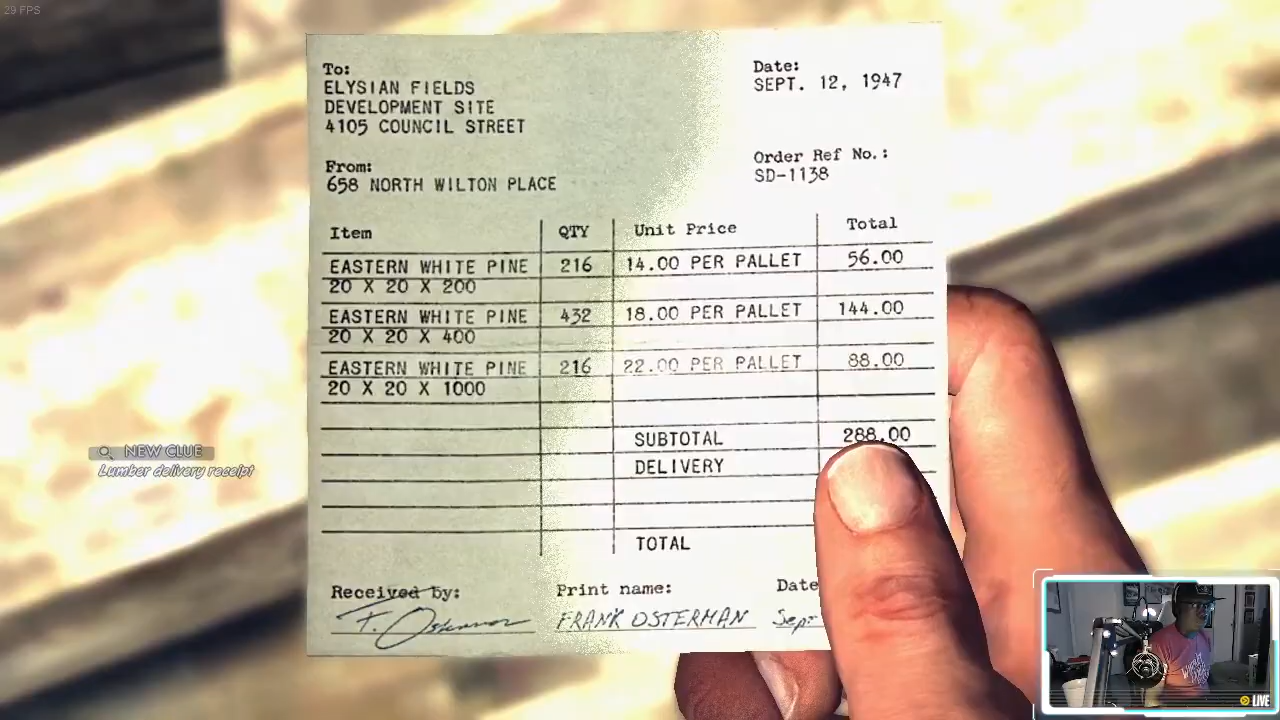 29 FPS
To:
ELYSIAN FIELDS
DEVELOPMENT SITE
4105 COUNCIL STREET
Date:
SEPT. 12, 1947
From:
658 NORTH WILTON PLACE
Order Ref No.:
SD-1138
Item QTY Unit Price Total
EASTERN WHITE PINE 216 14.00 PER PALLET 56.00
20 X 20 X 200
EASTERN WHITE PINE 432 18.00 PER PALLET 144.00
20 X 20 X 400
EASTERN WHITE PINE 216 22.00 PER PALLET 88.00
20 X 20 X 1000
SUBTOTAL 288.00
DELIVERY
TOTAL
NEW CLUE
Lumber delivery receipt
Received by: Print name: Date
F. Osterman FRANK OSTERMAN Sept
LIVE